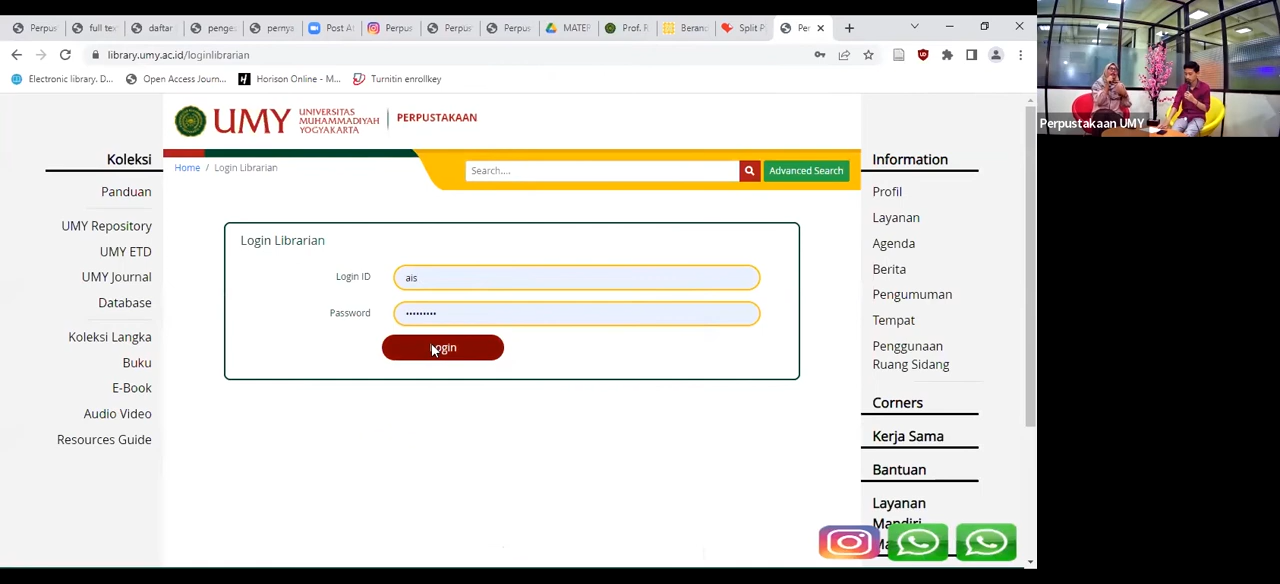 Perpus
full tex
daftar
penge
pernya
Post At
Perpus
Perpus
Perpus
MATER
Prof. R
Beran
Split P
Per
library.umy.ac.id/loginlibrarian
Electronic library. D...
Open Access Journ...
Horison Online - M...
Turnitin enrollkey
UMY
UNIVERSITAS
MUHAMMADIYAH
YOGYAKARTA
PERPUSTAKAAN
Home / Login Librarian
Search....
Advanced Search
Koleksi
Panduan
UMY Repository
UMY ETD
UMY Journal
Database
Koleksi Langka
Buku
E-Book
Audio Video
Resources Guide
Login Librarian
Login ID
ais
Password
•••••••••
Login
Information
Profil
Layanan
Agenda
Berita
Pengumuman
Tempat
Penggunaan
Ruang Sidang
Corners
Kerja Sama
Bantuan
Layanan
Mandiri
Perpustakaan UMY